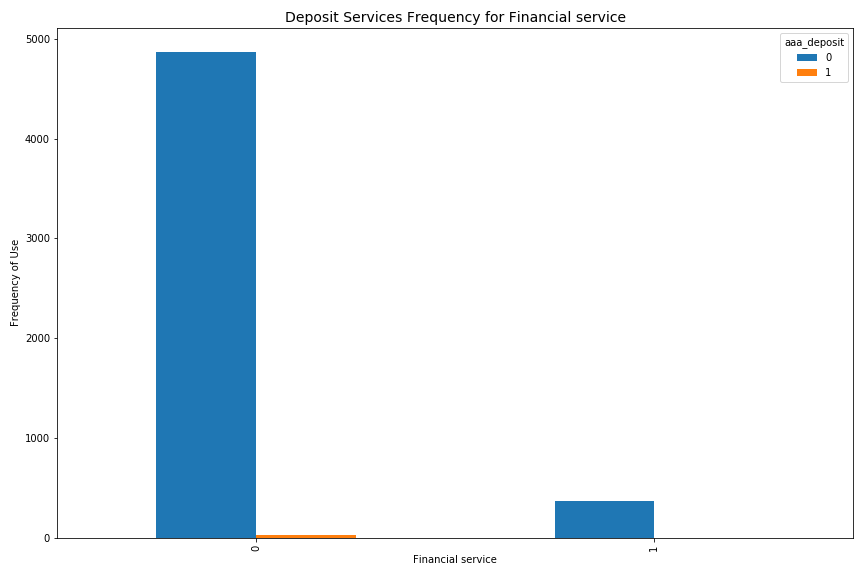 Deposit Services Frequency for Financial service
aaa_deposit
0
1
5000
4000
3000
2000
1000
0
Frequency of Use
0
1
Financial service